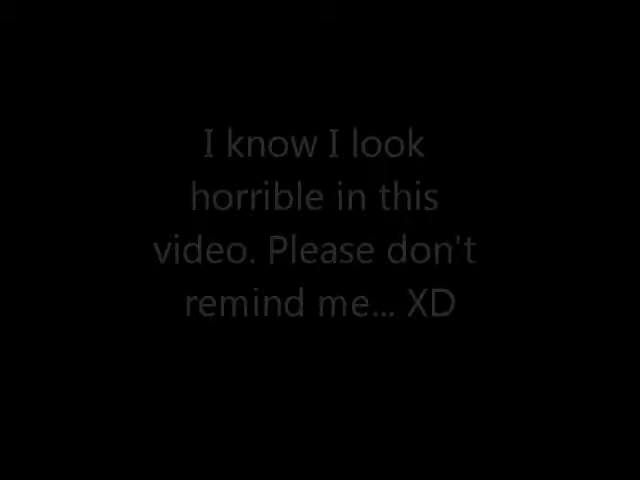 I know I look
horrible in this
video. Please don't
remind me... XD